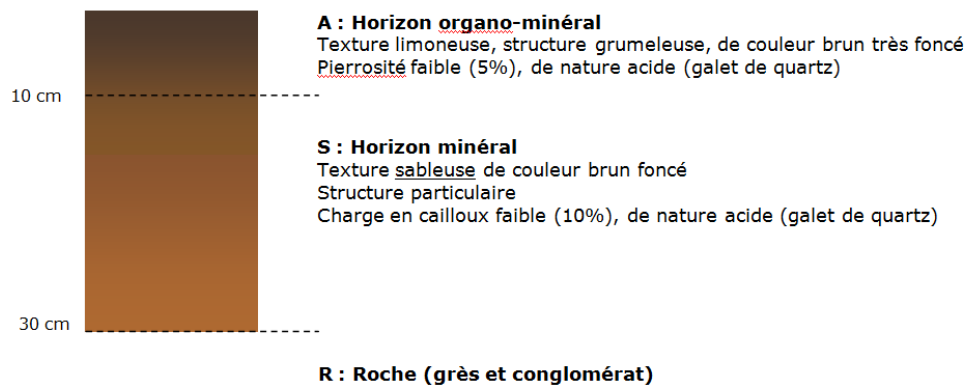 A : Horizon organo-minéral
Texture limoneuse, structure grumeleuse, de couleur brun très foncé
Pierrosité faible (5%), de nature acide (galet de quartz)
10 cm
S : Horizon minéral
Texture sableuse de couleur brun foncé
Structure particulaire
Charge en cailloux faible (10%), de nature acide (galet de quartz)
30 cm
R : Roche (grès et conglomérat)